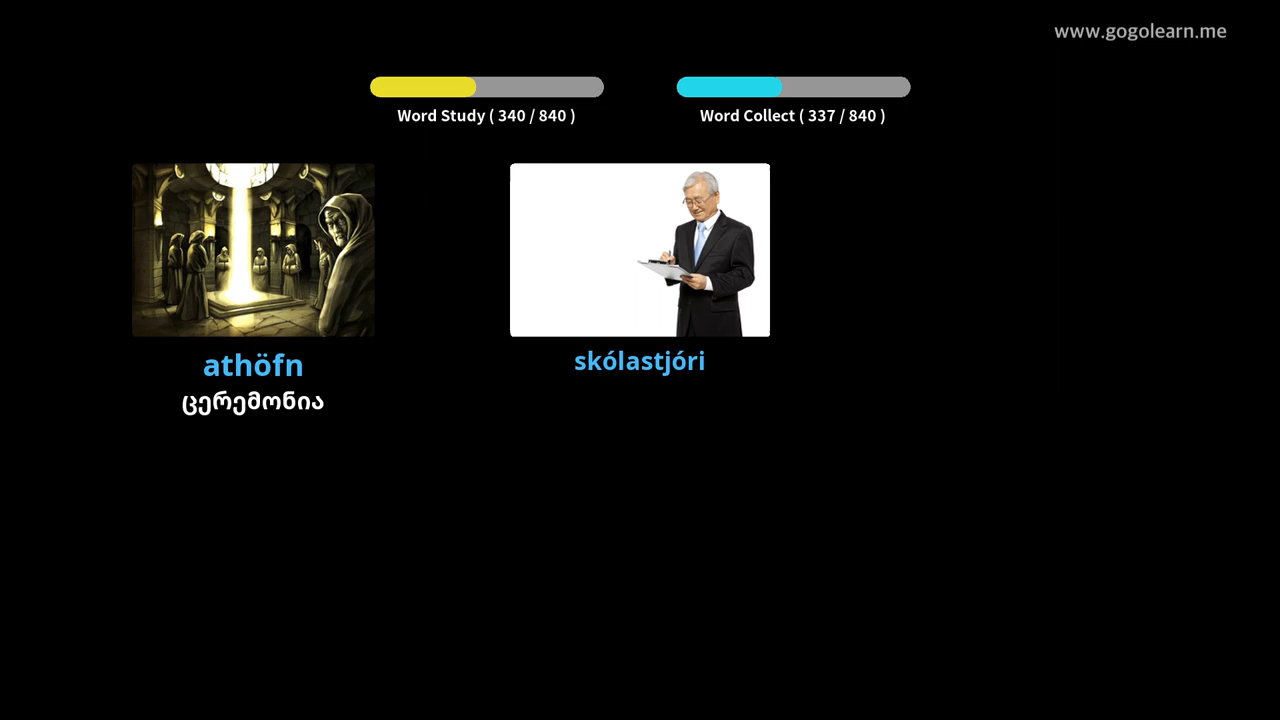 www.gogolearn.me
Word Study ( 340 / 840 )
Word Collect ( 337 / 840 )
athöfn
ცერემონია
skólastjóri